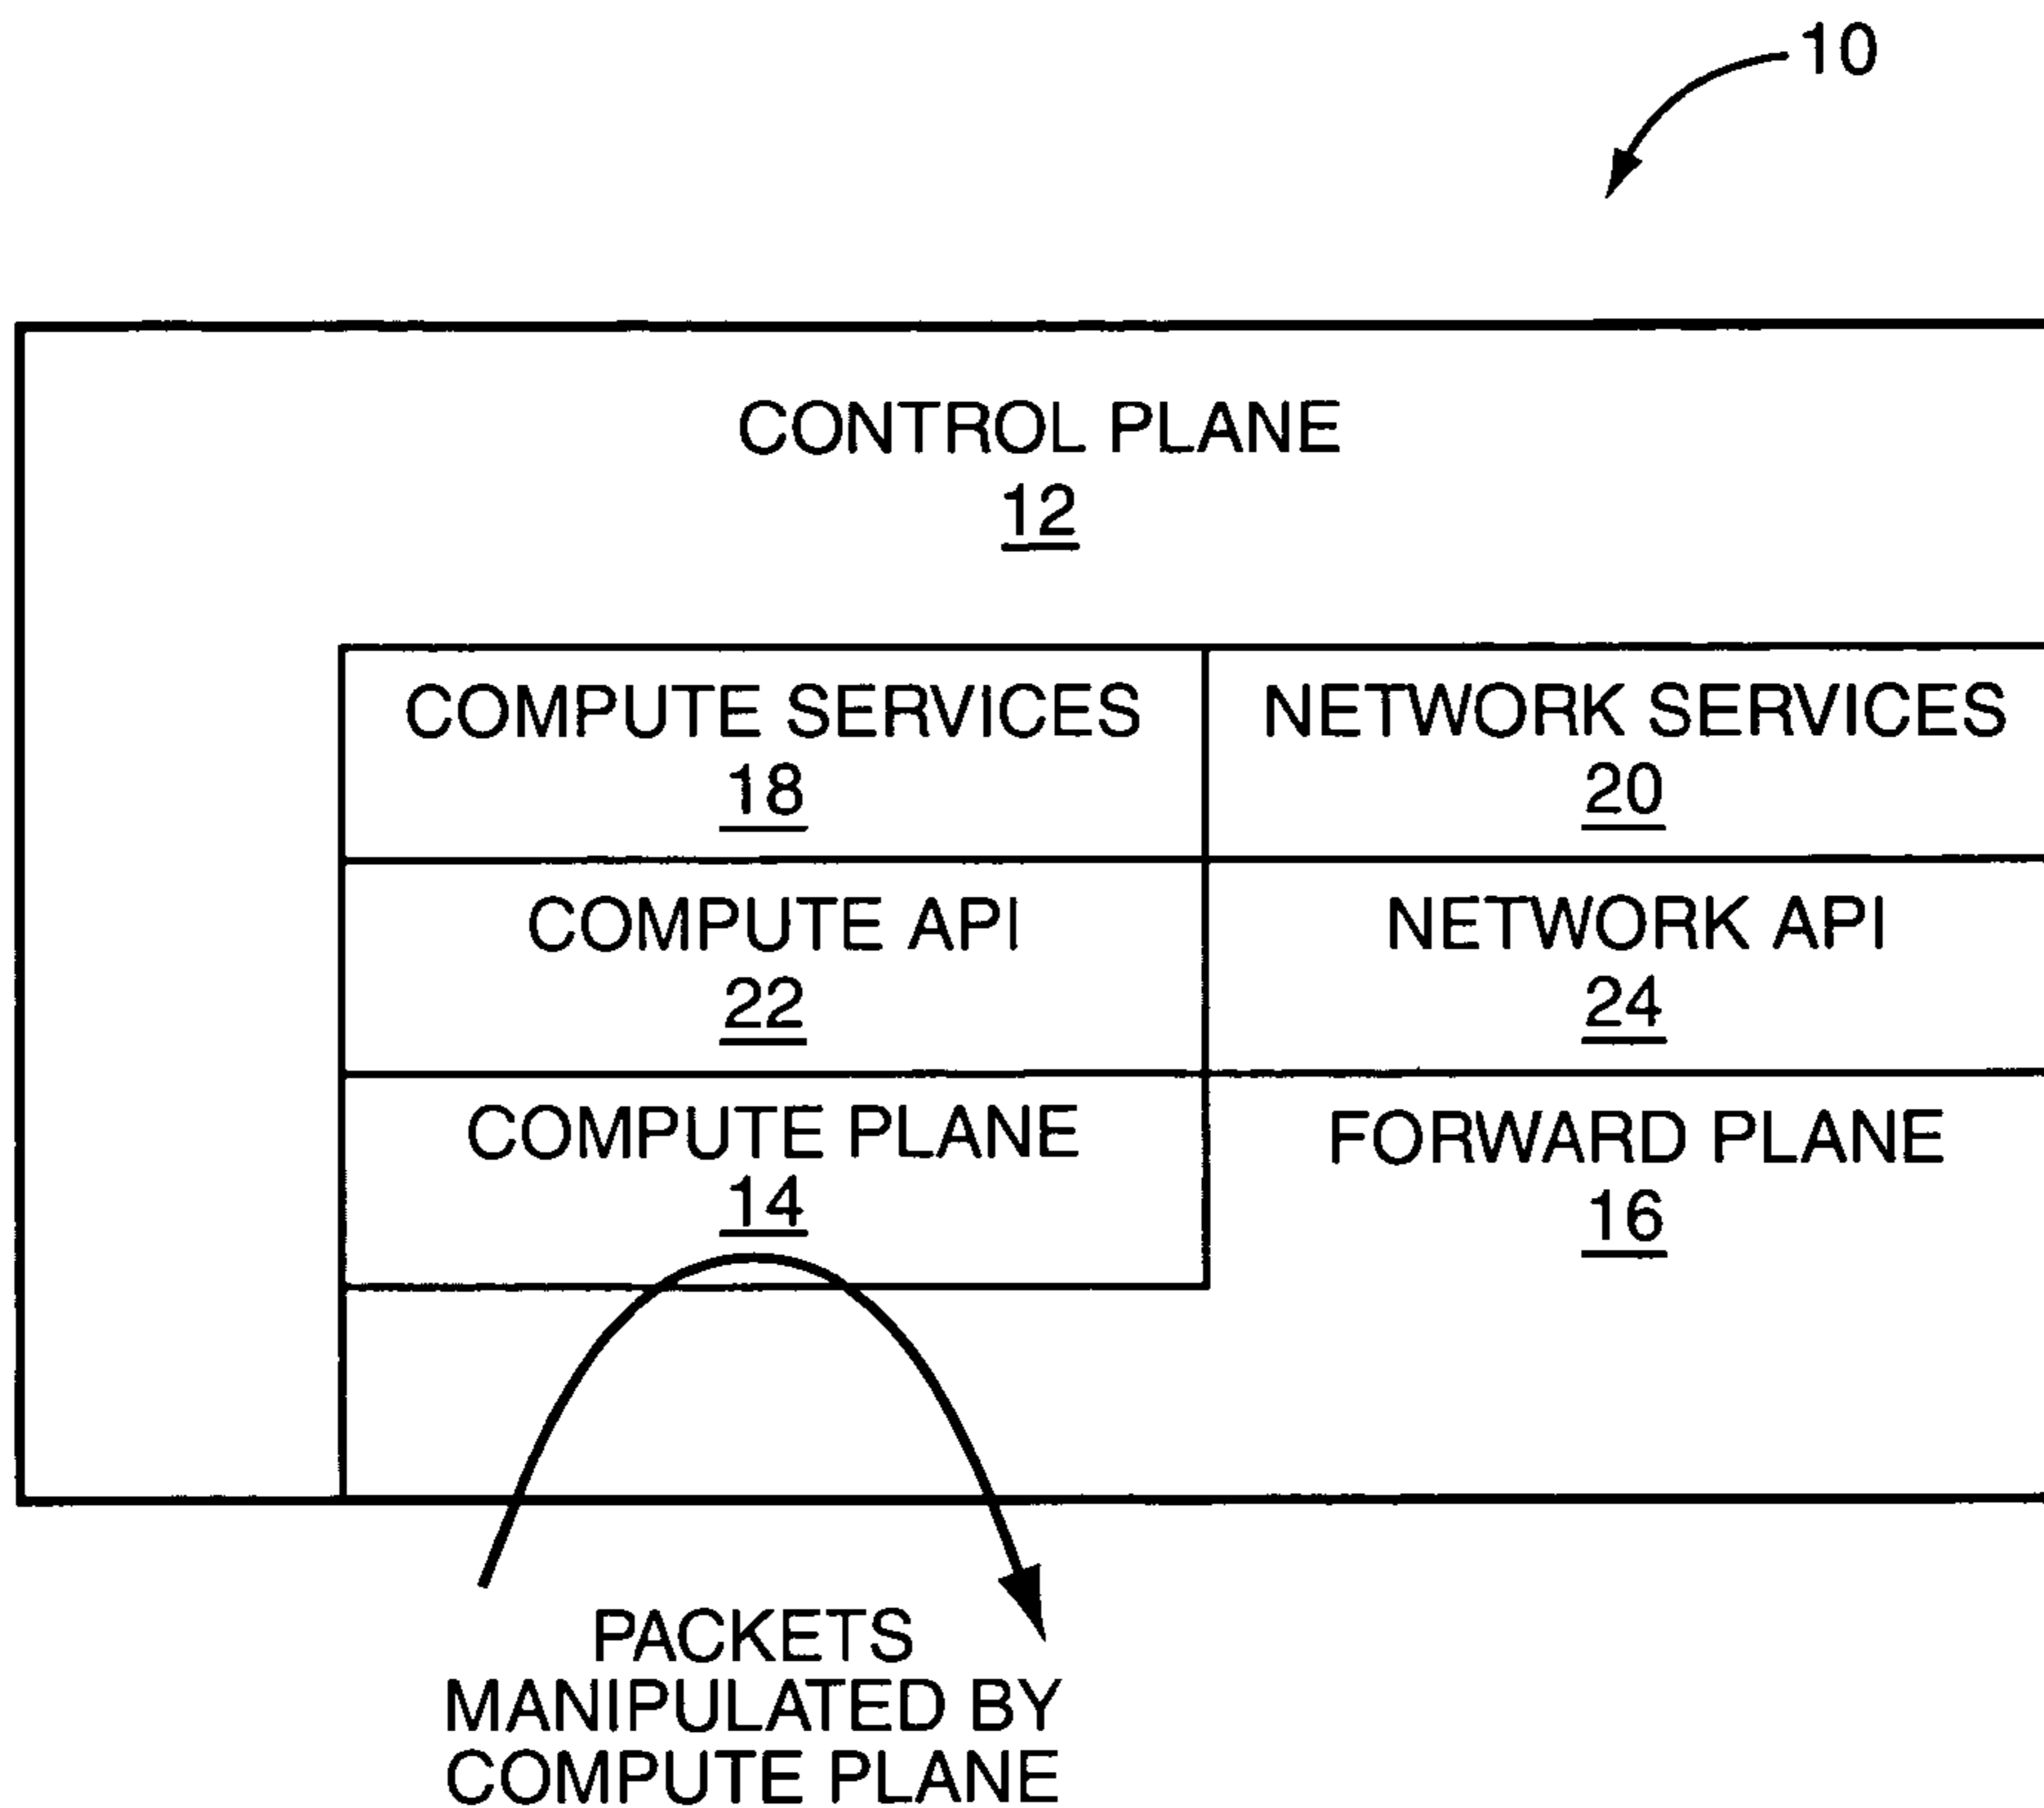 10
CONTROL PLANE
12
COMPUTE SERVICES
18
NETWORK SERVICES
20
COMPUTE API
22
NETWORK API
24
COMPUTE PLANE
14
FORWARD PLANE
16
PACKETS
MANIPULATED BY
COMPUTE PLANE